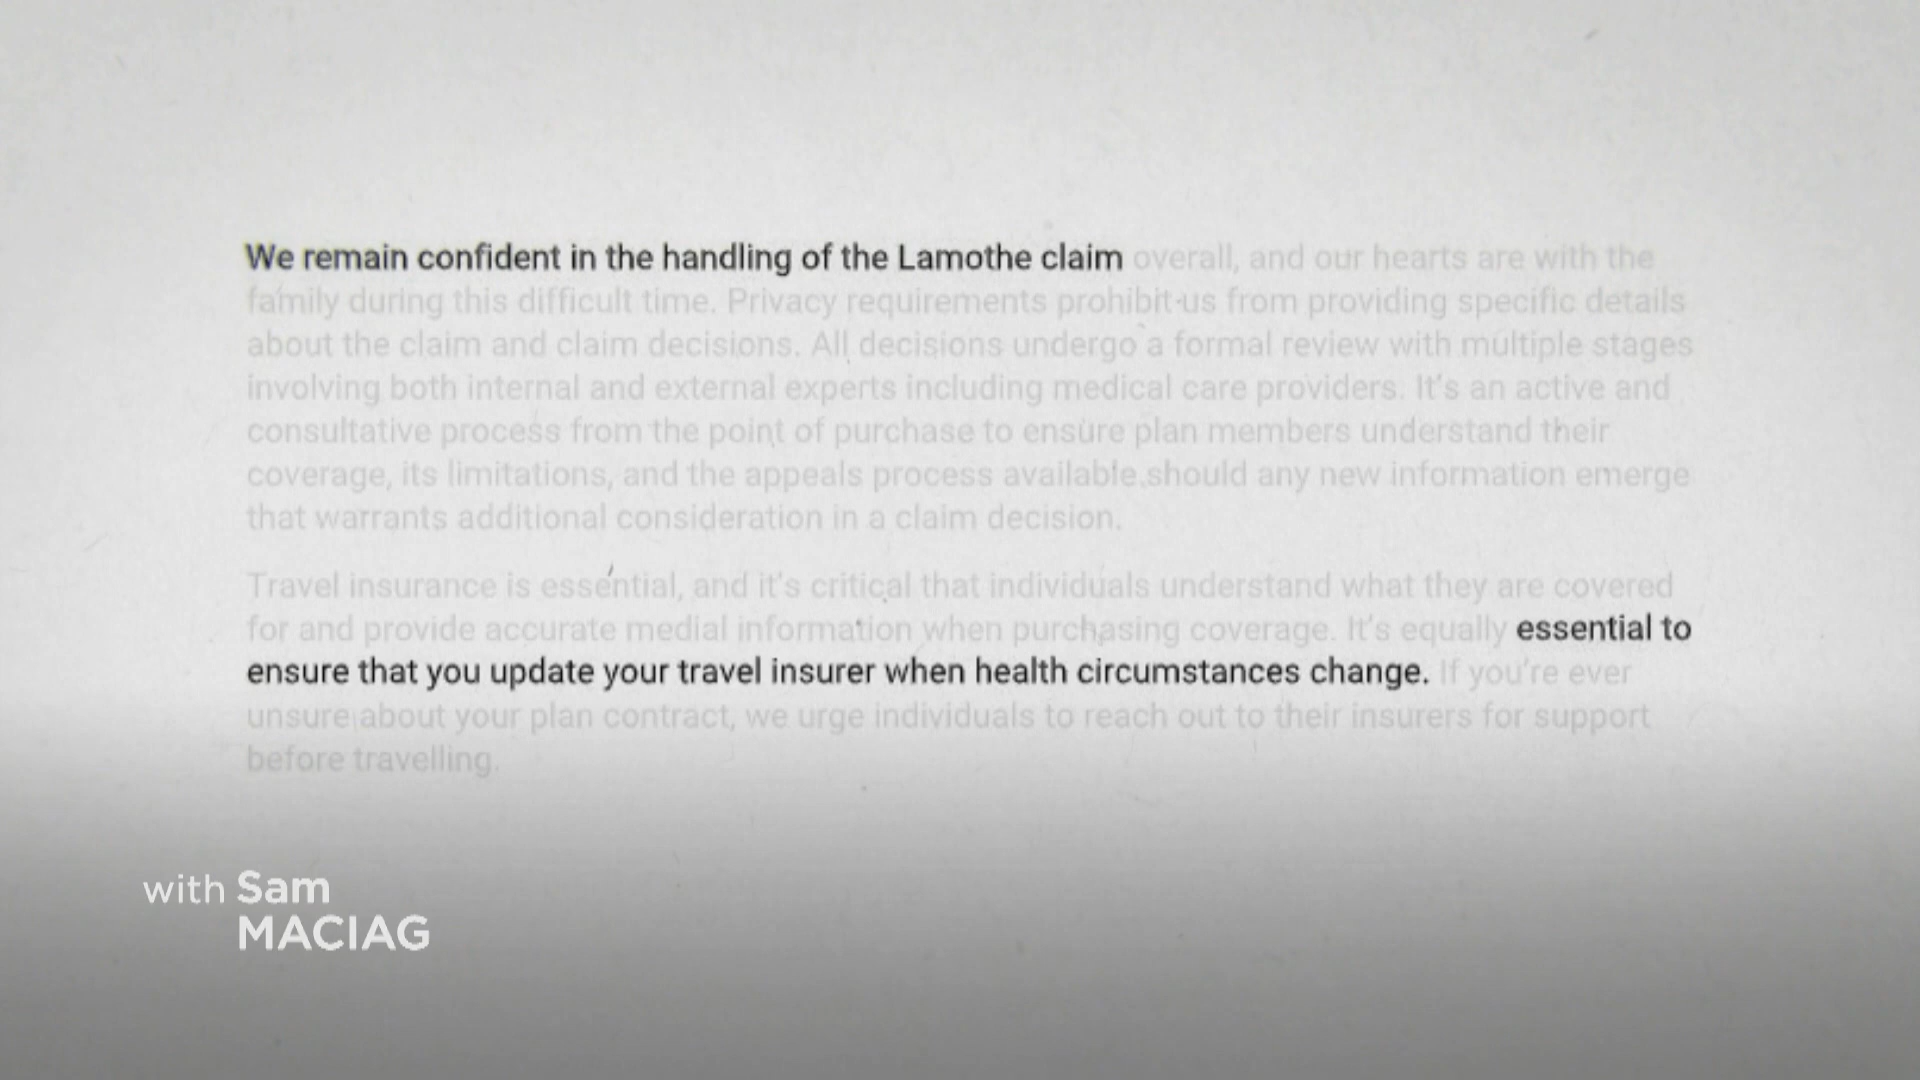 We remain confident in the handling of the Lamothe claim overall, and our hearts are with the
family during this difficult time. Privacy requirements prohibit us from providing specific details
about the claim and claim decisions. All decisions undergo a formal review with multiple stages
involving both internal and external experts including medical care providers. It's an active and
consultative process from the point of purchase to ensure plan members understand their
coverage, its limitations, and the appeals process available should any new information emerge
that warrants additional consideration in a claim decision.
Travel insurance is essential, and it's critical that individuals understand what they are covered
for and provide accurate medial information when purchasing coverage. It's equally essential to
ensure that you update your travel insurer when health circumstances change. If you're ever
unsure about your plan contract, we urge individuals to reach out to their insurers for support
before travelling.
with Sam
MACIAG